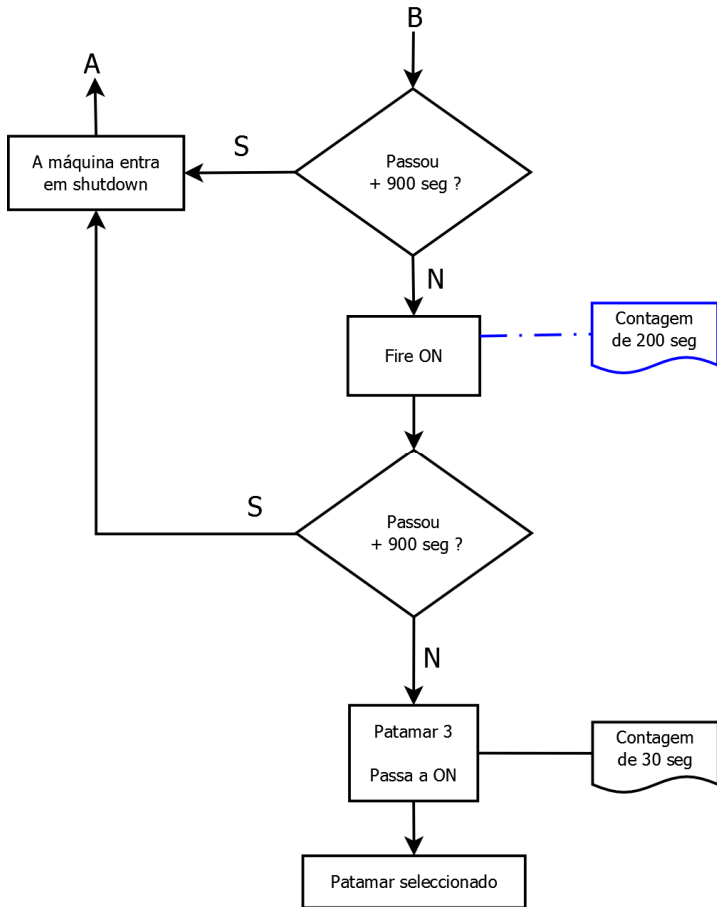 B
A
A máquina entra
em shutdown
S
Passou
+ 900 seg ?
N
Fire ON
Contagem
de 200 seg
S
Passou
+ 900 seg ?
N
Patamar 3
Passa a ON
Contagem
de 30 seg
Patamar seleccionado